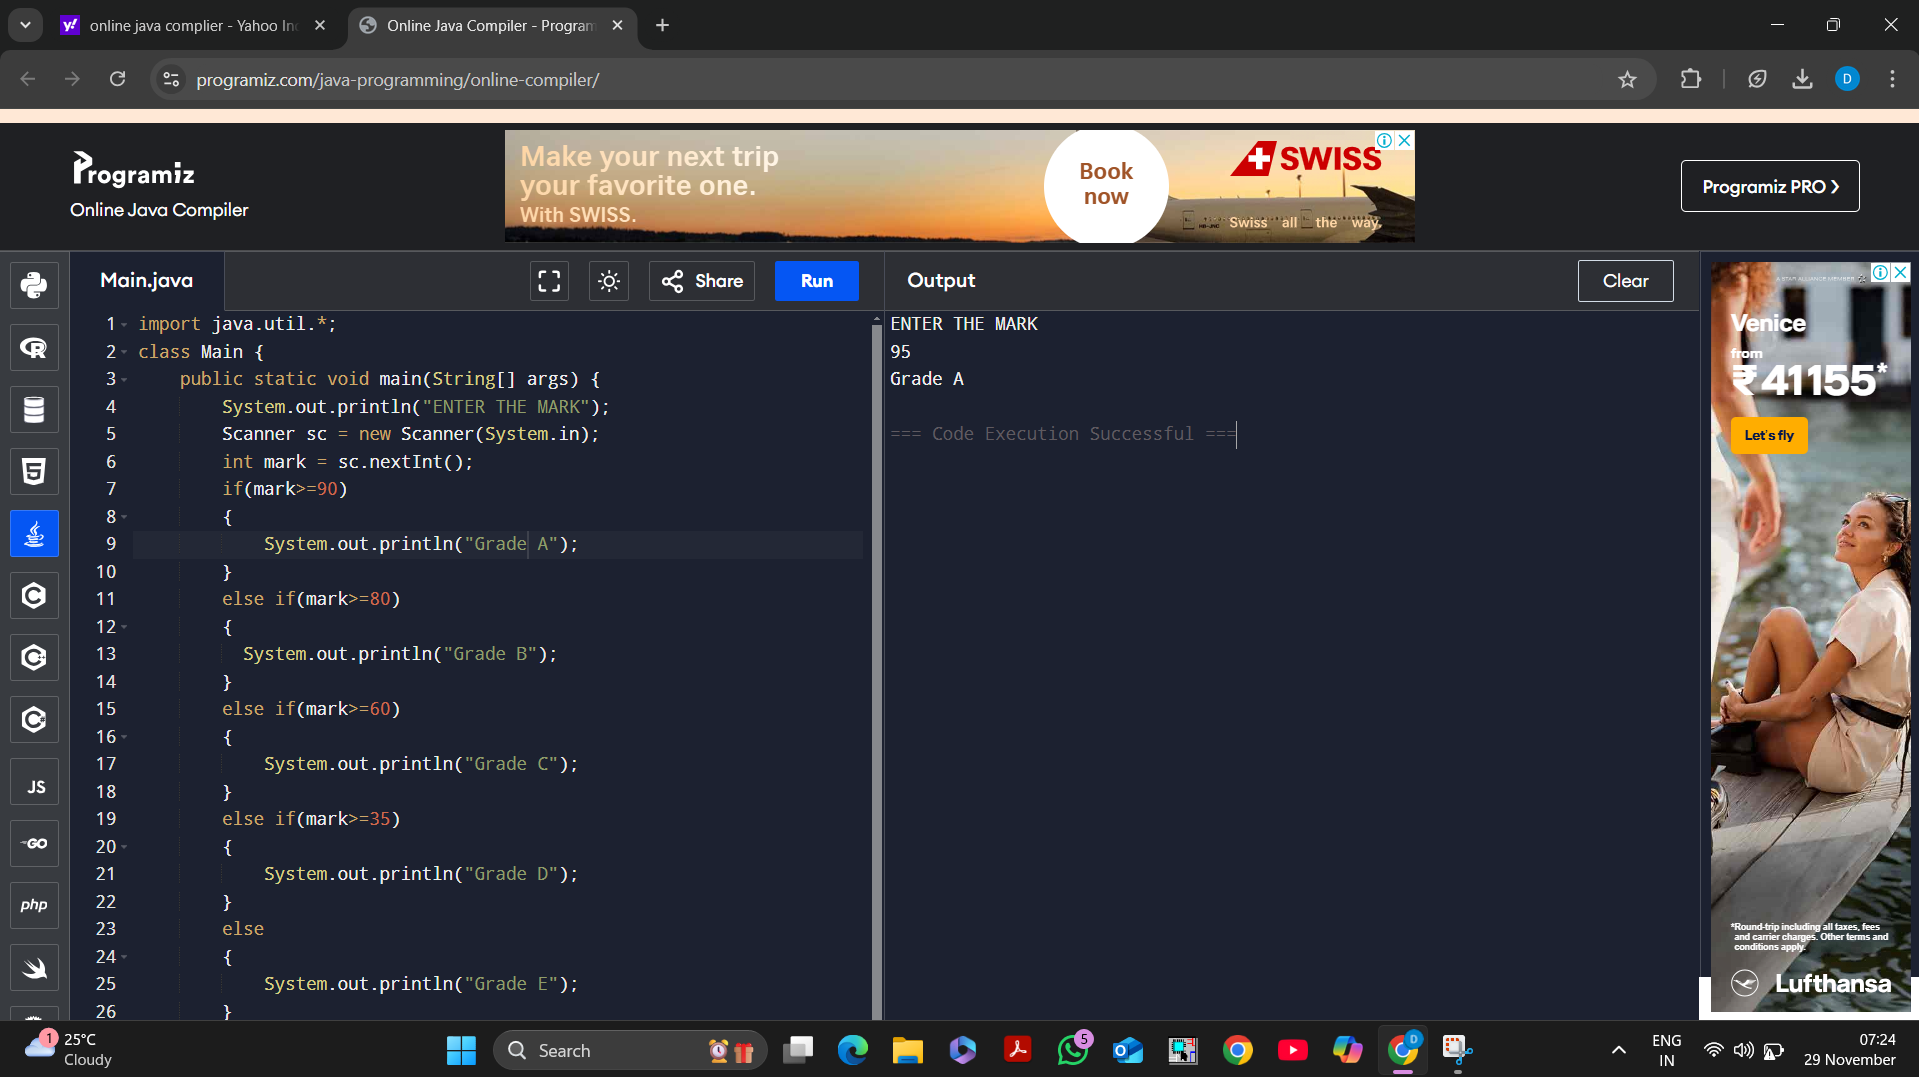 online java complier - Yahoo Inc
Online Java Compiler - Program
programiz.com/java-programming/online-compiler/
D
Programiz
Online Java Compiler
Make your next trip
your favorite one.
With SWISS.
Book
now
SWISS
Swiss all the way.
Programiz PRO
Main.java
Share
Run
Output
Clear
1 import java.util.*;
2 class Main {
3 public static void main(String[] args) {
4 System.out.println("ENTER THE MARK");
5 Scanner sc = new Scanner(System.in);
6 int mark = sc.nextInt();
7 if(mark>=90)
8 {
9 System.out.println("Grade A");
10 }
11 else if(mark>=80)
12 {
13 System.out.println("Grade B");
14 }
15 else if(mark>=60)
16 {
17 System.out.println("Grade C");
18 }
19 else if(mark>=35)
20 {
21 System.out.println("Grade D");
22 }
23 else
24 {
25 System.out.println("Grade E");
26 }
ENTER THE MARK
95
Grade A
=== Code Execution Successful ===
JS
GO
php
A STAR ALLIANCE MEMBER
Venice
from
₹41155*
Let's fly
*Round-trip including all taxes, fees
and carrier charges. Other terms and
conditions apply.
Lufthansa
1
25°C
Cloudy
Search
5
D
ENG
IN
07:24
29 November